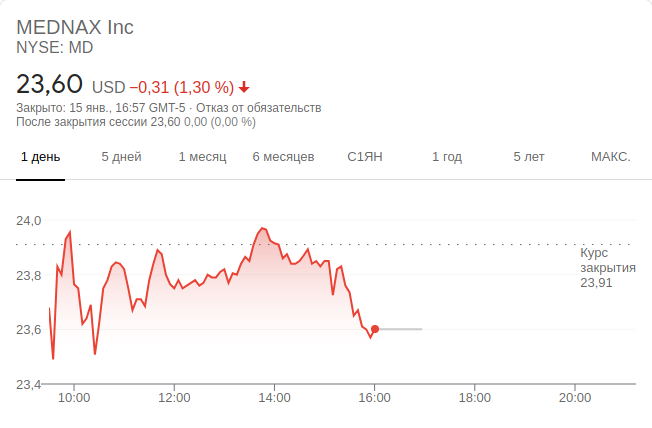 MEDNAX Inc
NYSE: MD
23,60 USD −0,31 (1,30 %)
Закрыто: 15 янв., 16:57 GMT-5 · Отказ от обязательств
После закрытия сессии 23,60 0,00 (0,00 %)
1 день 5 дней 1 месяц 6 месяцев С1ЯН 1 год 5 лет МАКС.
24,0
Курс
закрытия
23,91
23,8
23,6
23,4
10:00 12:00 14:00 16:00 18:00 20:00